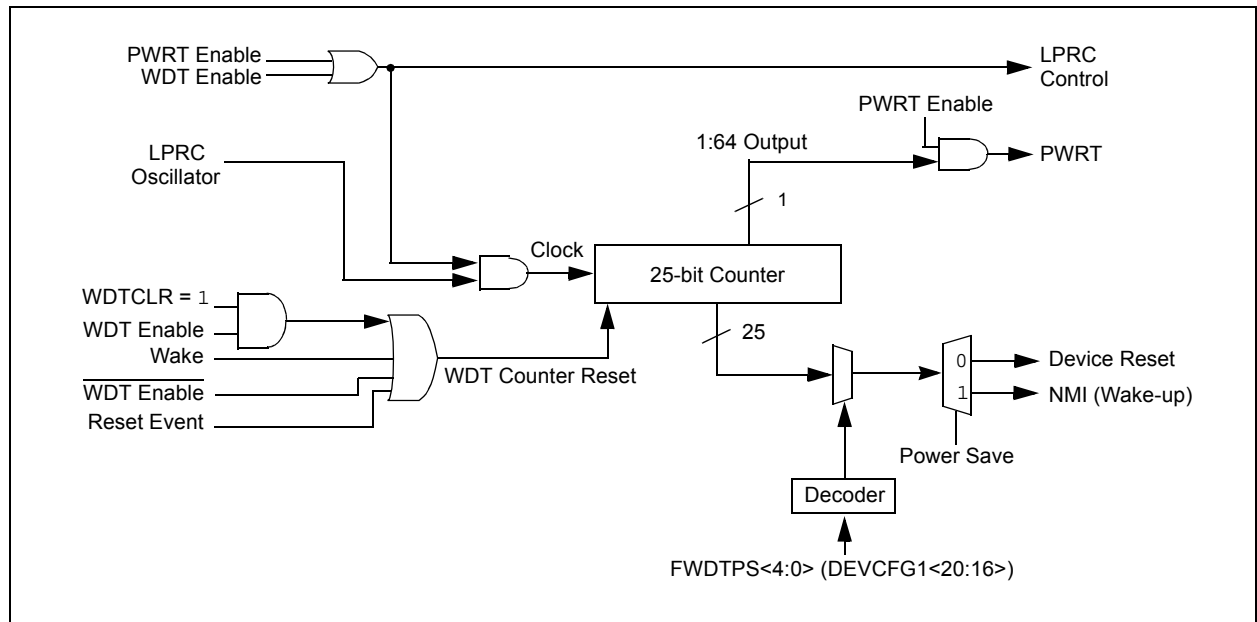 PWRT Enable
WDT Enable
LPRC
Control
PWRT Enable
1:64 Output
PWRT
LPRC
Oscillator
1
Clock
25-bit Counter
WDTCLR = 1
WDT Enable
25
Wake
WDT Enable
Reset Event
WDT Counter Reset
0
Device Reset
1
NMI (Wake-up)
Power Save
Decoder
FWDTPS<4:0> (DEVCFG1<20:16>)